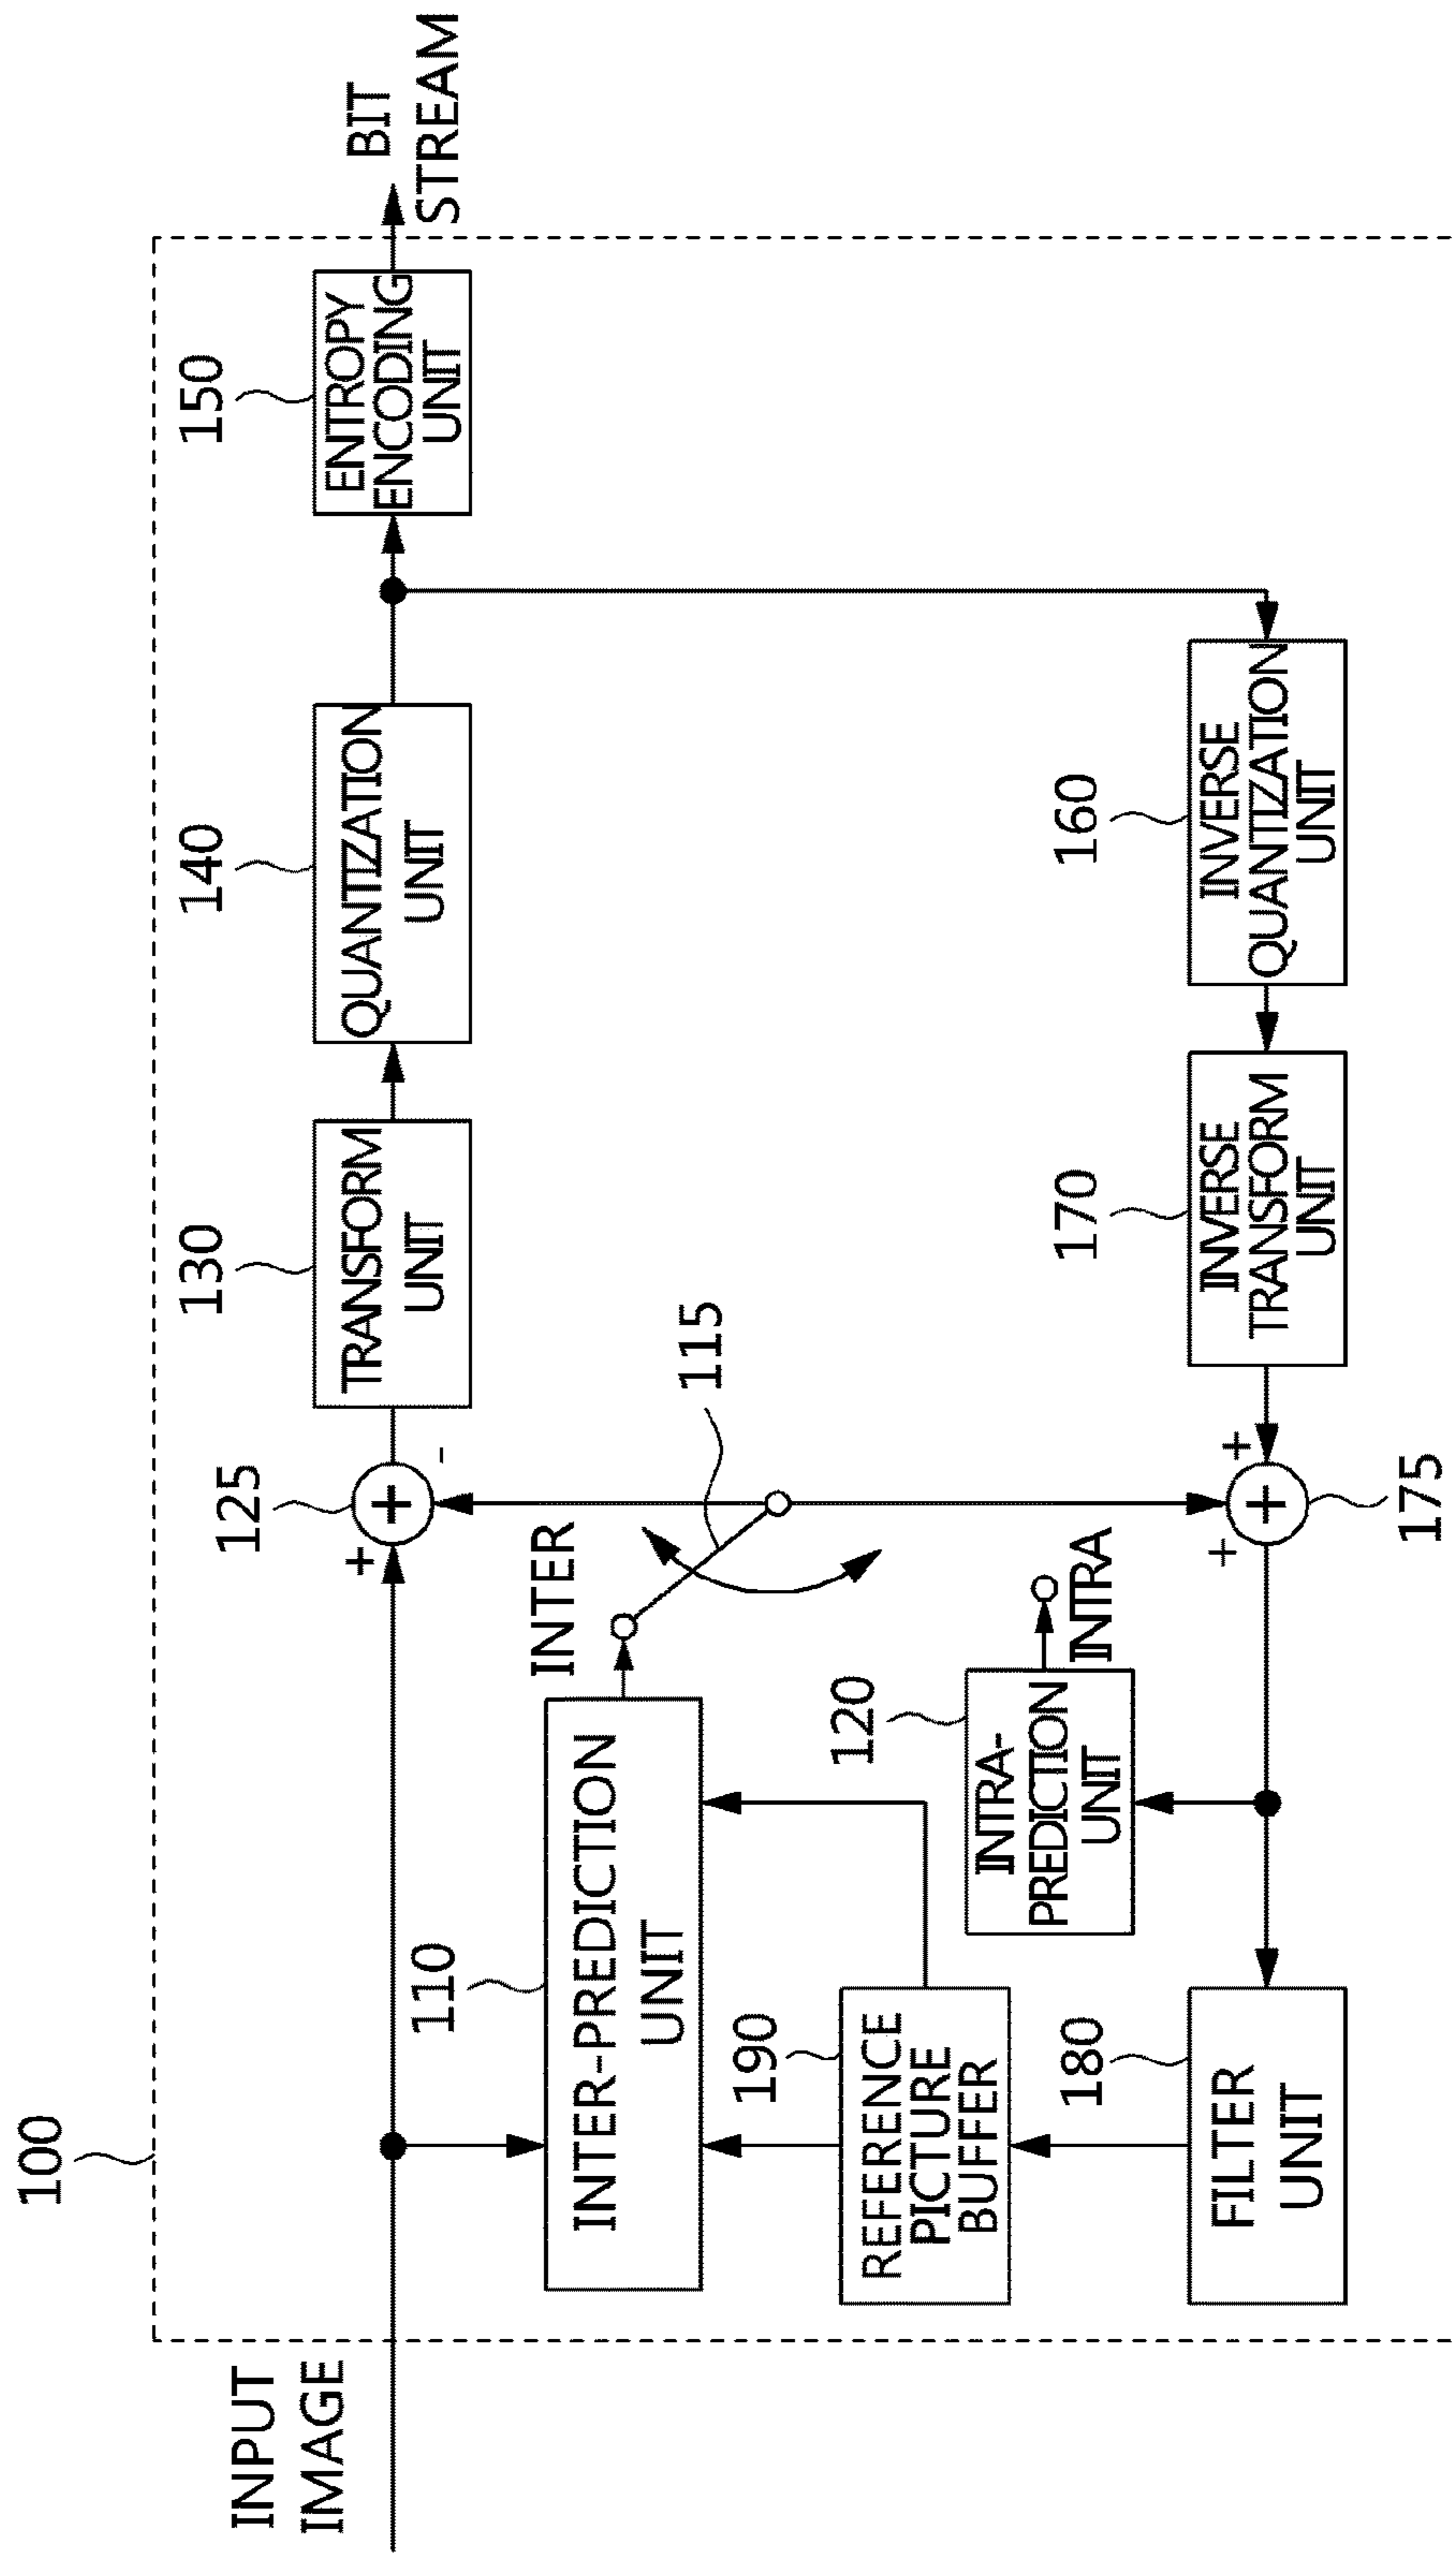 100
INPUT
IMAGE
125
+
+
-
130
TRANSFORM
UNIT
140
QUANTIZATION
UNIT
150
ENTROPY
ENCODING
UNIT
BIT
STREAM
110
INTER-PREDICTION
UNIT
INTER
115
190
REFERENCE
PICTURE
BUFFER
120
INTRA-
PREDICTION
UNIT
INTRA
180
FILTER
UNIT
+
+
+
175
170
INVERSE
TRANSFORM
UNIT
160
INVERSE
QUANTIZATION
UNIT